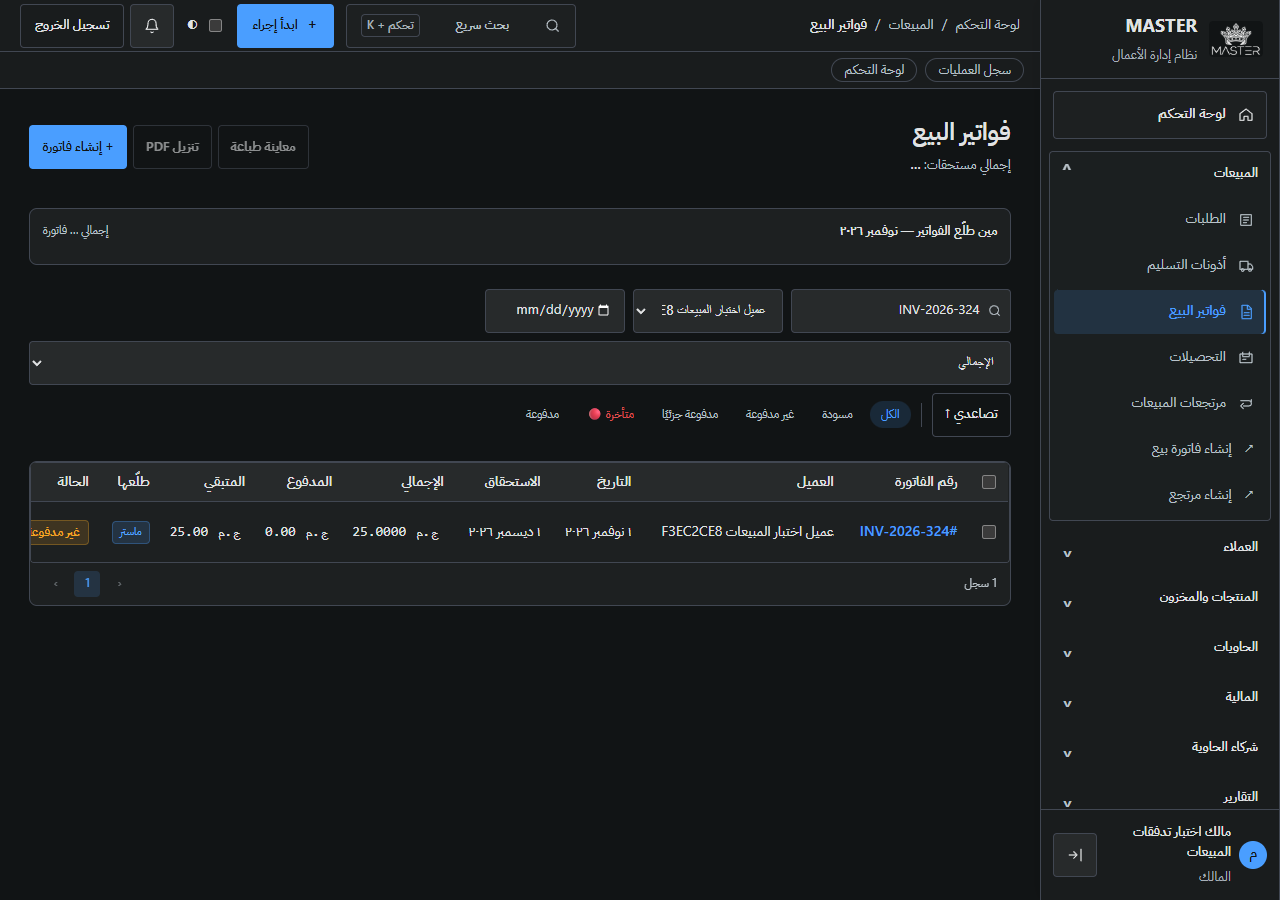 MASTER
نظام إدارة الأعمال
MASTER
لوحة التحكم
المبيعات
الطلبات
أذونات التسليم
فواتير البيع
التحصيلات
مرتجعات المبيعات
إنشاء فاتورة بيع
إنشاء مرتجع
العملاء
المنتجات والمخزون
الحاويات
المالية
شركاء الحاوية
التقارير
مالك اختبار تدفقات المبيعات
المالك
م
لوحة التحكم / المبيعات / فواتير البيع
بحث سريع تحكم + K
+ ابدأ إجراء
تسجيل الخروج
سجل العمليات لوحة التحكم
فواتير البيع
إجمالي مستحقات: ...
معاينة طباعة تنزيل PDF + إنشاء فاتورة
مين طلّع الفواتير — نوفمبر ٢٠٢٦ إجمالي ... فاتورة
INV-2026-324 عميل اختبار المبيعات mm/dd/yyyy
الإجمالي
تصاعدي ↑ الكل مسودة غير مدفوعة مدفوعة جزئيًا متأخرة مدفوعة
رقم الفاتورة العميل التاريخ الاستحقاق الإجمالي المدفوع المتبقي طلّعها الحالة
#INV-2026-324 عميل اختبار المبيعات F3EC2CE8 ١ نوفمبر ٢٠٢٦ ١ ديسمبر ٢٠٢٦ 25.0000 ج.م 0.00 ج.م 25.00 ج.م ماستر غير مدفوعة
1 سجل ‹ 1 ›